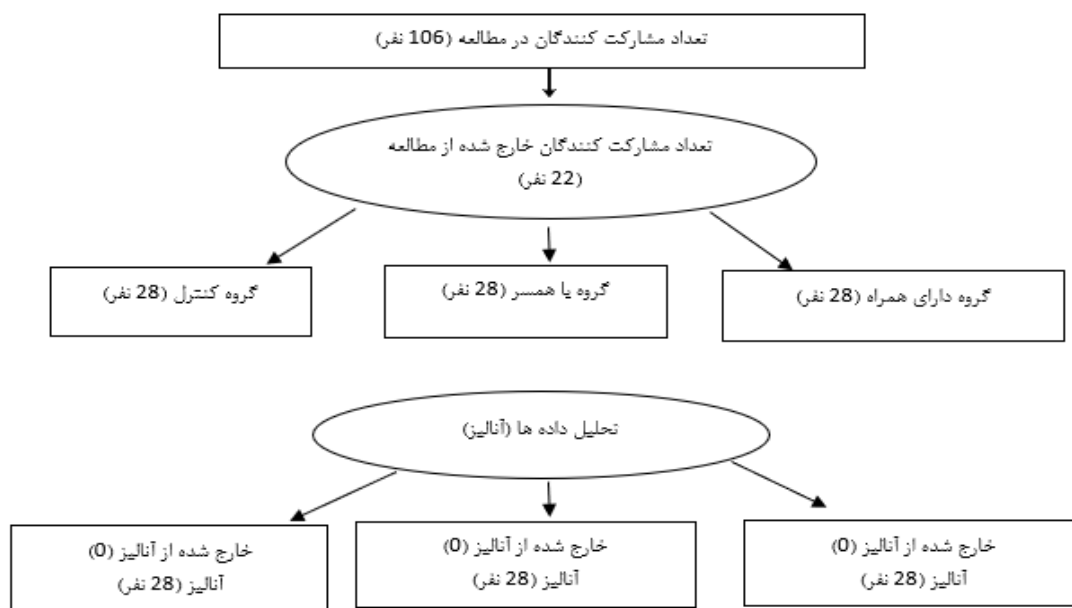 تعداد مشارکت کنندگان در مطالعه (106 نفر)
تعداد مشارکت کنندگان خارج شده از مطالعه
(22 نفر)
گروه دارای همراه (28 نفر)
گروه یا همسر (28 نفر)
گروه کنترل (28 نفر)
تحلیل داده ها (آنالیز)
خارج شده از آنالیز (0)
آنالیز (28 نفر)
خارج شده از آنالیز (0)
آنالیز (28 نفر)
خارج شده از آنالیز (0)
آنالیز (28 نفر)